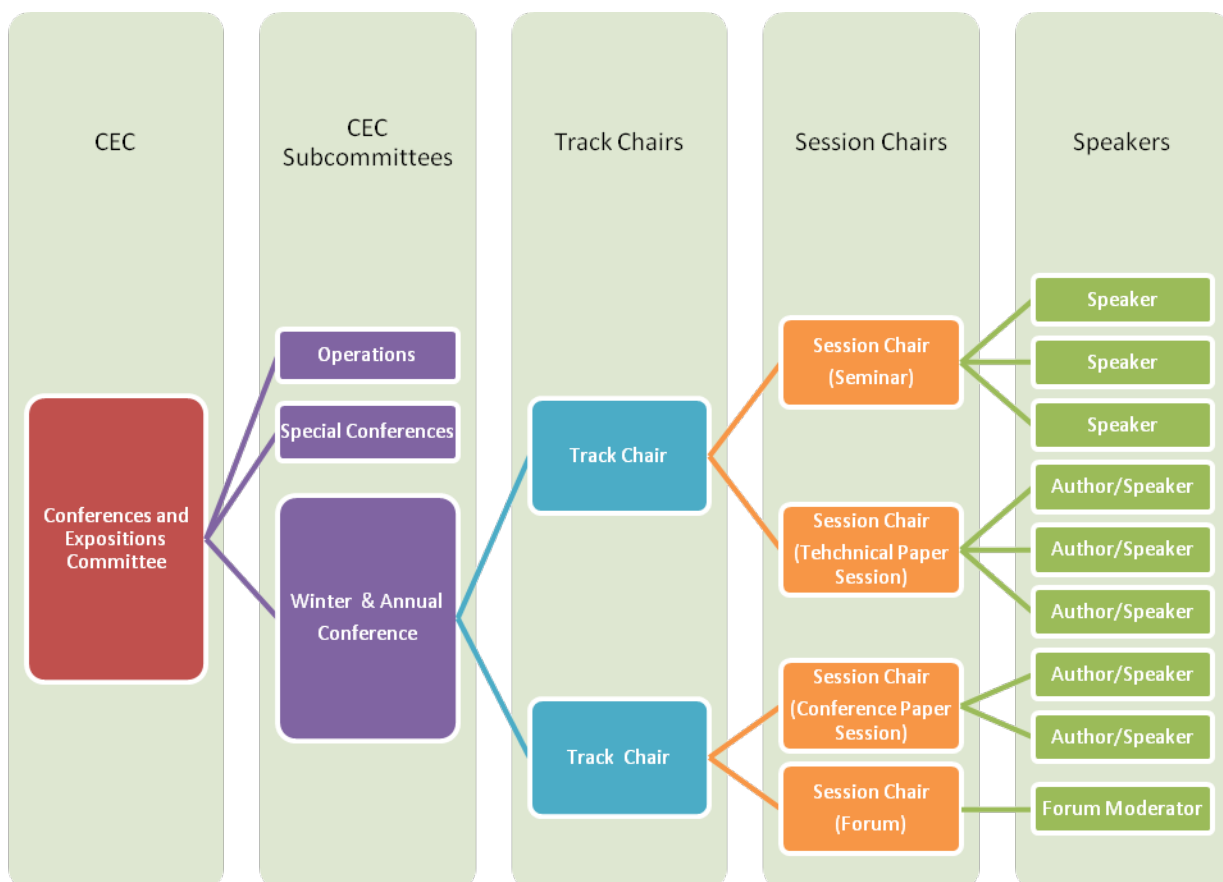 CEC
CEC
Subcommittees
Track Chairs
Session Chairs
Speakers
Conferences and
Expositions
Committee
Operations
Special Conferences
Winter & Annual
Conference
Track Chair
Track Chair
Session Chair
(Seminar)
Session Chair
(Tehchnical Paper
Session)
Session Chair
(Conference Paper
Session)
Session Chair
(Forum)
Speaker
Speaker
Speaker
Author/Speaker
Author/Speaker
Author/Speaker
Author/Speaker
Author/Speaker
Forum Moderator